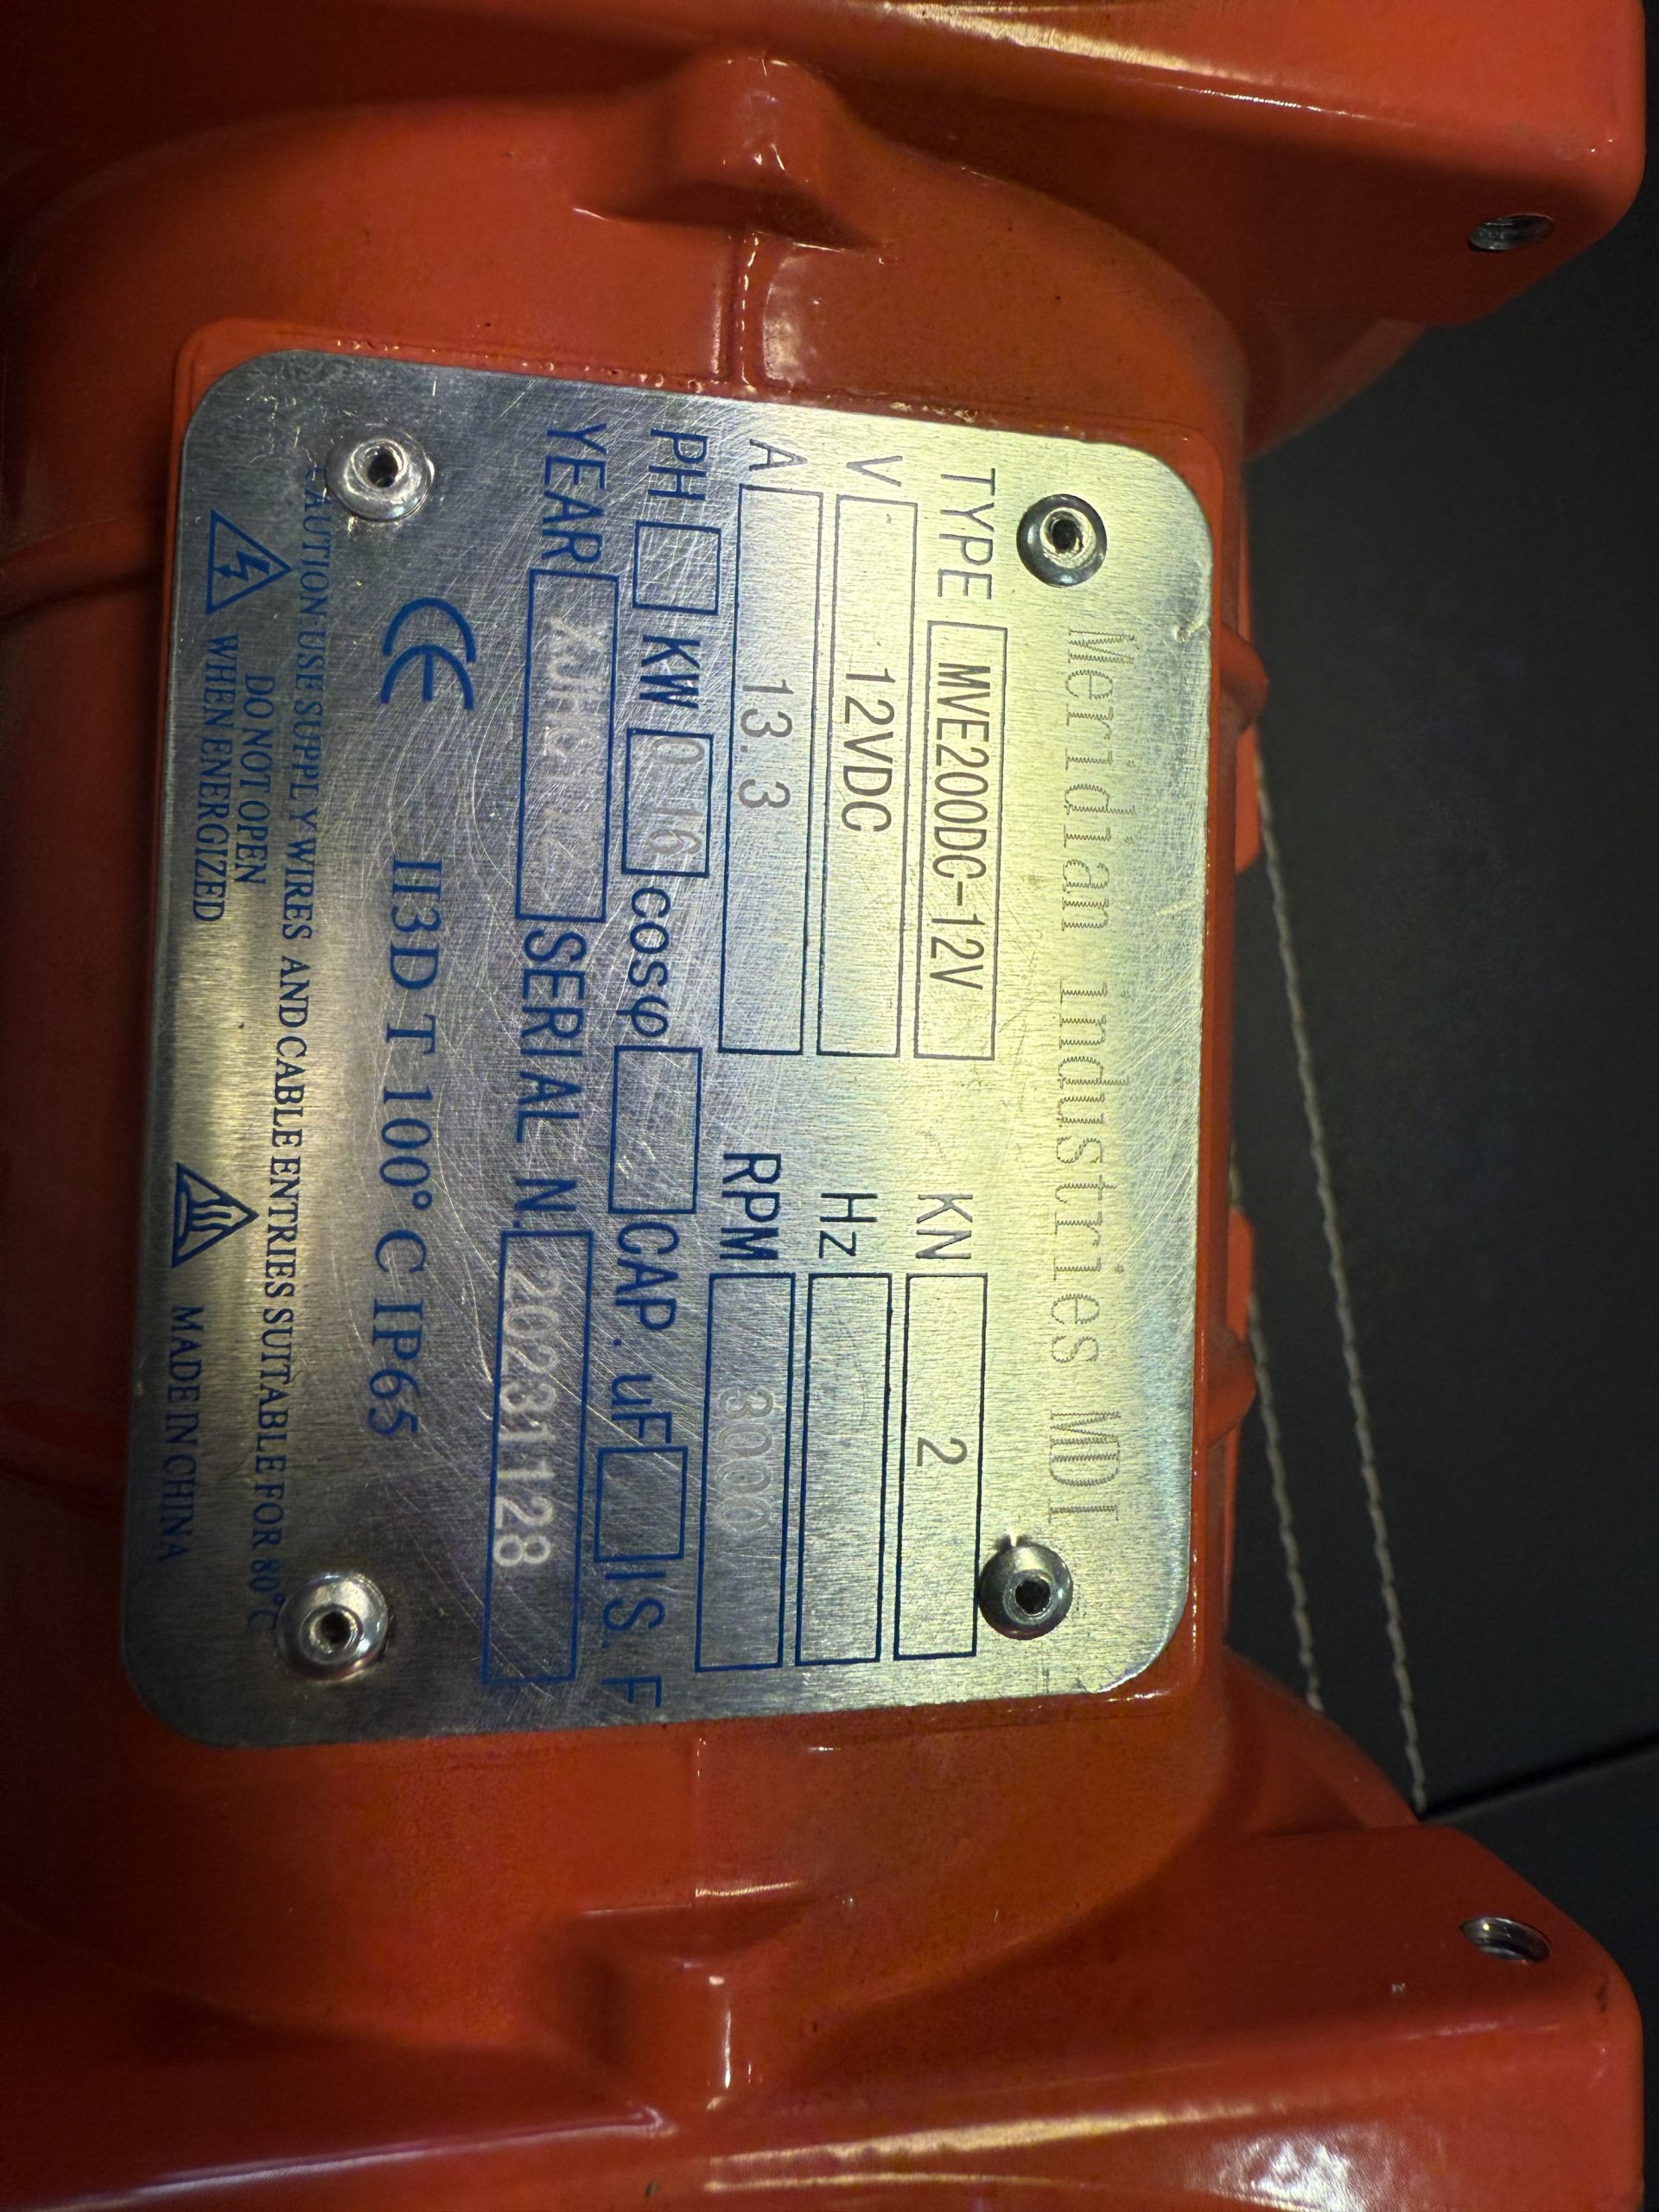 Meridian industries MDI
TYPE MVE200DC-12V KN 2
V 12VDC Hz
A 13.3 RPM 3000
PH KW 0.16 cosφ CAP. uF IS. F
YEAR SERIAL N. 20231128
CE II3D T 100° C IP65
CAUTION: USE SUPPLY WIRES AND CABLE ENTRIES SUITABLE FOR 80°C
DO NOT OPEN
WHEN ENERGIZED
MADE IN CHINA